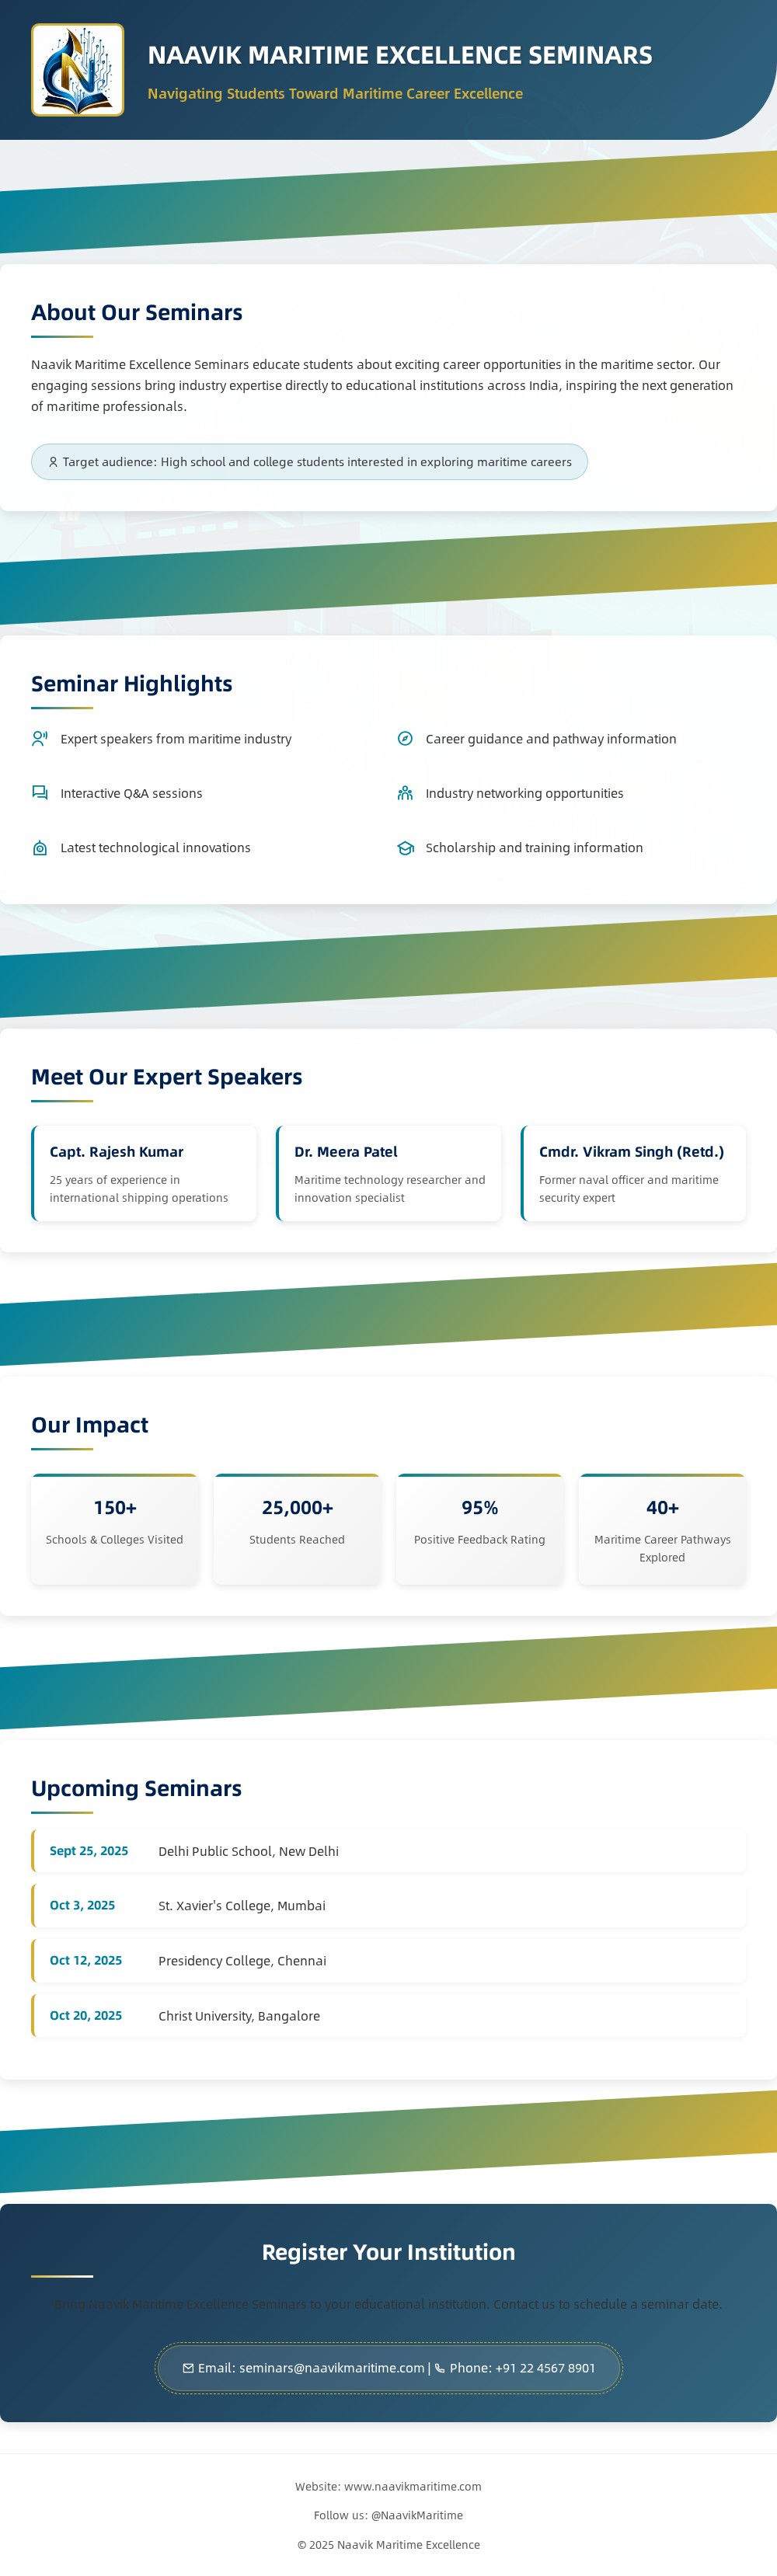 NAAVIK MARITIME EXCELLENCE SEMINARS
Navigating Students Toward Maritime Career Excellence
About Our Seminars
Naavik Maritime Excellence Seminars educate students about exciting career opportunities in the maritime sector. Our
engaging sessions bring industry expertise directly to educational institutions across India, inspiring the next generation
of maritime professionals.
Target audience: High school and college students interested in exploring maritime careers
Seminar Highlights
Expert speakers from maritime industry
Career guidance and pathway information
Interactive Q&A sessions
Industry networking opportunities
Latest technological innovations
Scholarship and training information
Meet Our Expert Speakers
Capt. Rajesh Kumar
25 years of experience in
international shipping operations
Dr. Meera Patel
Maritime technology researcher and
innovation specialist
Cmdr. Vikram Singh (Retd.)
Former naval officer and maritime
security expert
Our Impact
150+
Schools & Colleges Visited
25,000+
Students Reached
95%
Positive Feedback Rating
40+
Maritime Career Pathways
Explored
Upcoming Seminars
Sept 25, 2025 Delhi Public School, New Delhi
Oct 3, 2025 St. Xavier's College, Mumbai
Oct 12, 2025 Presidency College, Chennai
Oct 20, 2025 Christ University, Bangalore
Register Your Institution
Naavik Maritime Excellence Seminars to your educational institution. Contact us to schedule a seminar date.
Email: seminars@naavikmaritime.com | Phone: +91 22 4567 8901
Website: www.naavikmaritime.com
Follow us: @NaavikMaritime
© 2025 Naavik Maritime Excellence